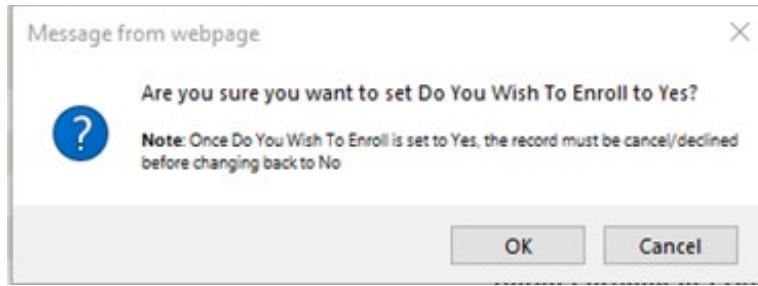 Message from webpage
Are you sure you want to set Do You Wish To Enroll to Yes?
?
Note: Once Do You Wish To Enroll is set to Yes, the record must be cancel/declined
before changing back to No
OK Cancel